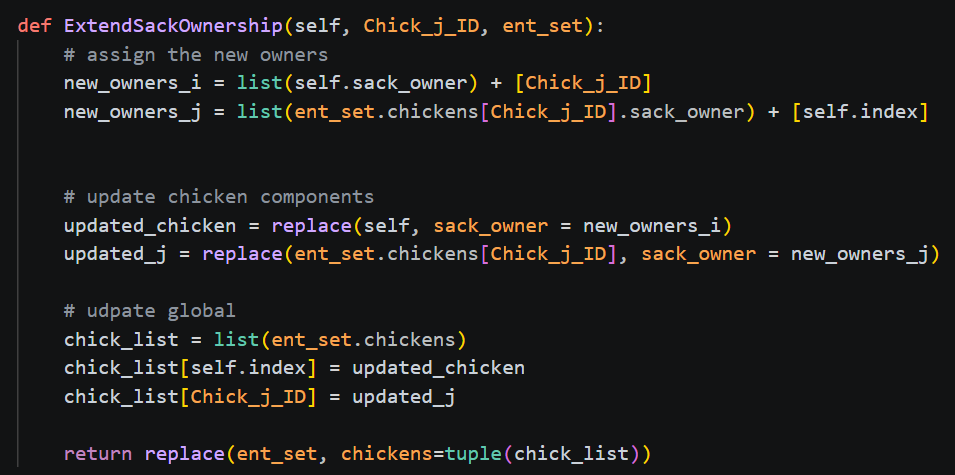 def ExtendSackOwnership(self, Chick_j_ID, ent_set):
    # assign the new owners
    new_owners_i = list(self.sack_owner) + [Chick_j_ID]
    new_owners_j = list(ent_set.chickens[Chick_j_ID].sack_owner) + [self.index]
    # update chicken components
    updated_chicken = replace(self, sack_owner = new_owners_i)
    updated_j = replace(ent_set.chickens[Chick_j_ID], sack_owner = new_owners_j)
    # udpate global
    chick_list = list(ent_set.chickens)
    chick_list[self.index] = updated_chicken
    chick_list[Chick_j_ID] = updated_j
    return replace(ent_set, chickens=tuple(chick_list))